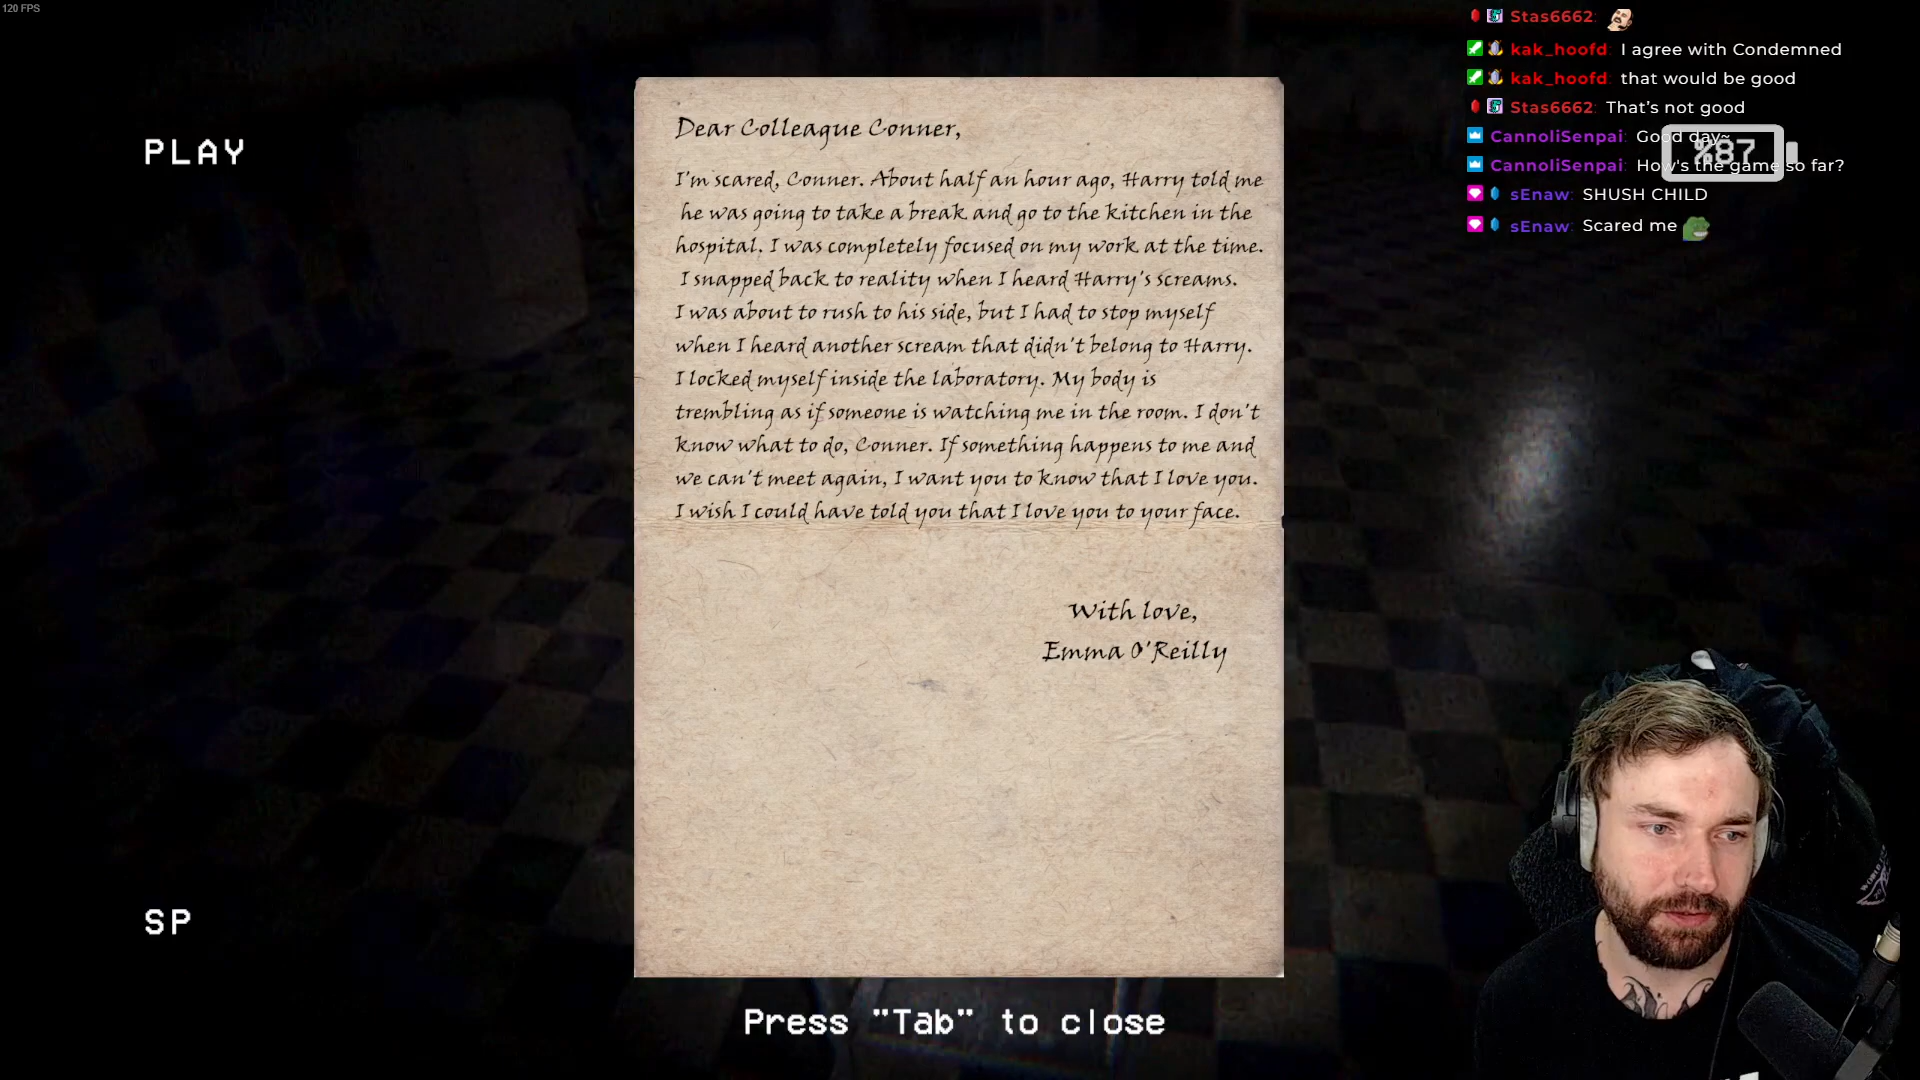 120 FPS
PLAY
SP
Dear Colleague Conner,
I'm scared, Conner. About half an hour ago, Harry told me
he was going to take a break and go to the kitchen in the
hospital. I was completely focused on my work at the time.
I snapped back to reality when I heard Harry's screams.
I was about to rush to his side, but I had to stop myself
when I heard another scream that didn't belong to Harry.
I locked myself inside the laboratory. My body is
trembling as if someone is watching me in the room. I don't
know what to do, Conner. If something happens to me and
we can't meet again, I want you to know that I love you.
I wish I could have told you that I love you to your face.
With love,
Emma O'Reilly
Press "Tab" to close
Stas6662:
kak_hoofd: I agree with Condemned
kak_hoofd: that would be good
Stas6662: That's not good
CannoliSenpai: Good day~
%87
CannoliSenpai: How's the game so far?
sEnaw: SHUSH CHILD
sEnaw: Scared me